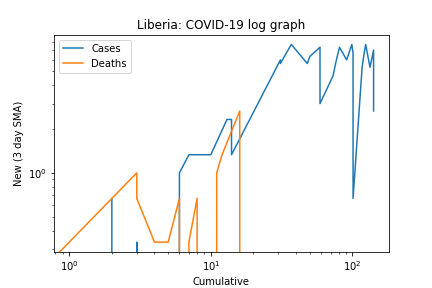 Liberia: COVID-19 log graph
Cases
Deaths
New (3 day SMA)
10⁰
10⁰
10¹
10²
Cumulative